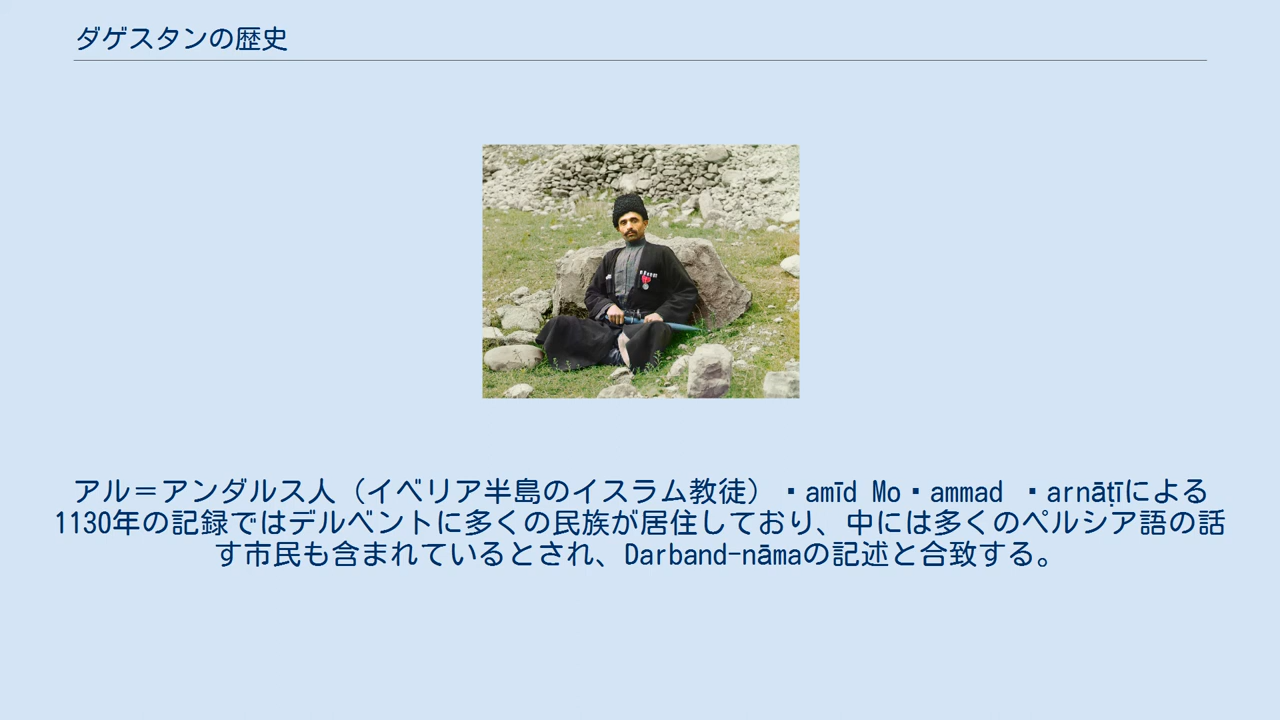 ダゲスタンの歴史
アル＝アンダルス人（イベリア半島のイスラム教徒）・amīd Mo・ammad ・arnāṭīによる
1130年の記録ではデルベントに多くの民族が居住しており、中には多くのペルシア語の話
す市民も含まれているとされ、Darband-nāmaの記述と合致する。